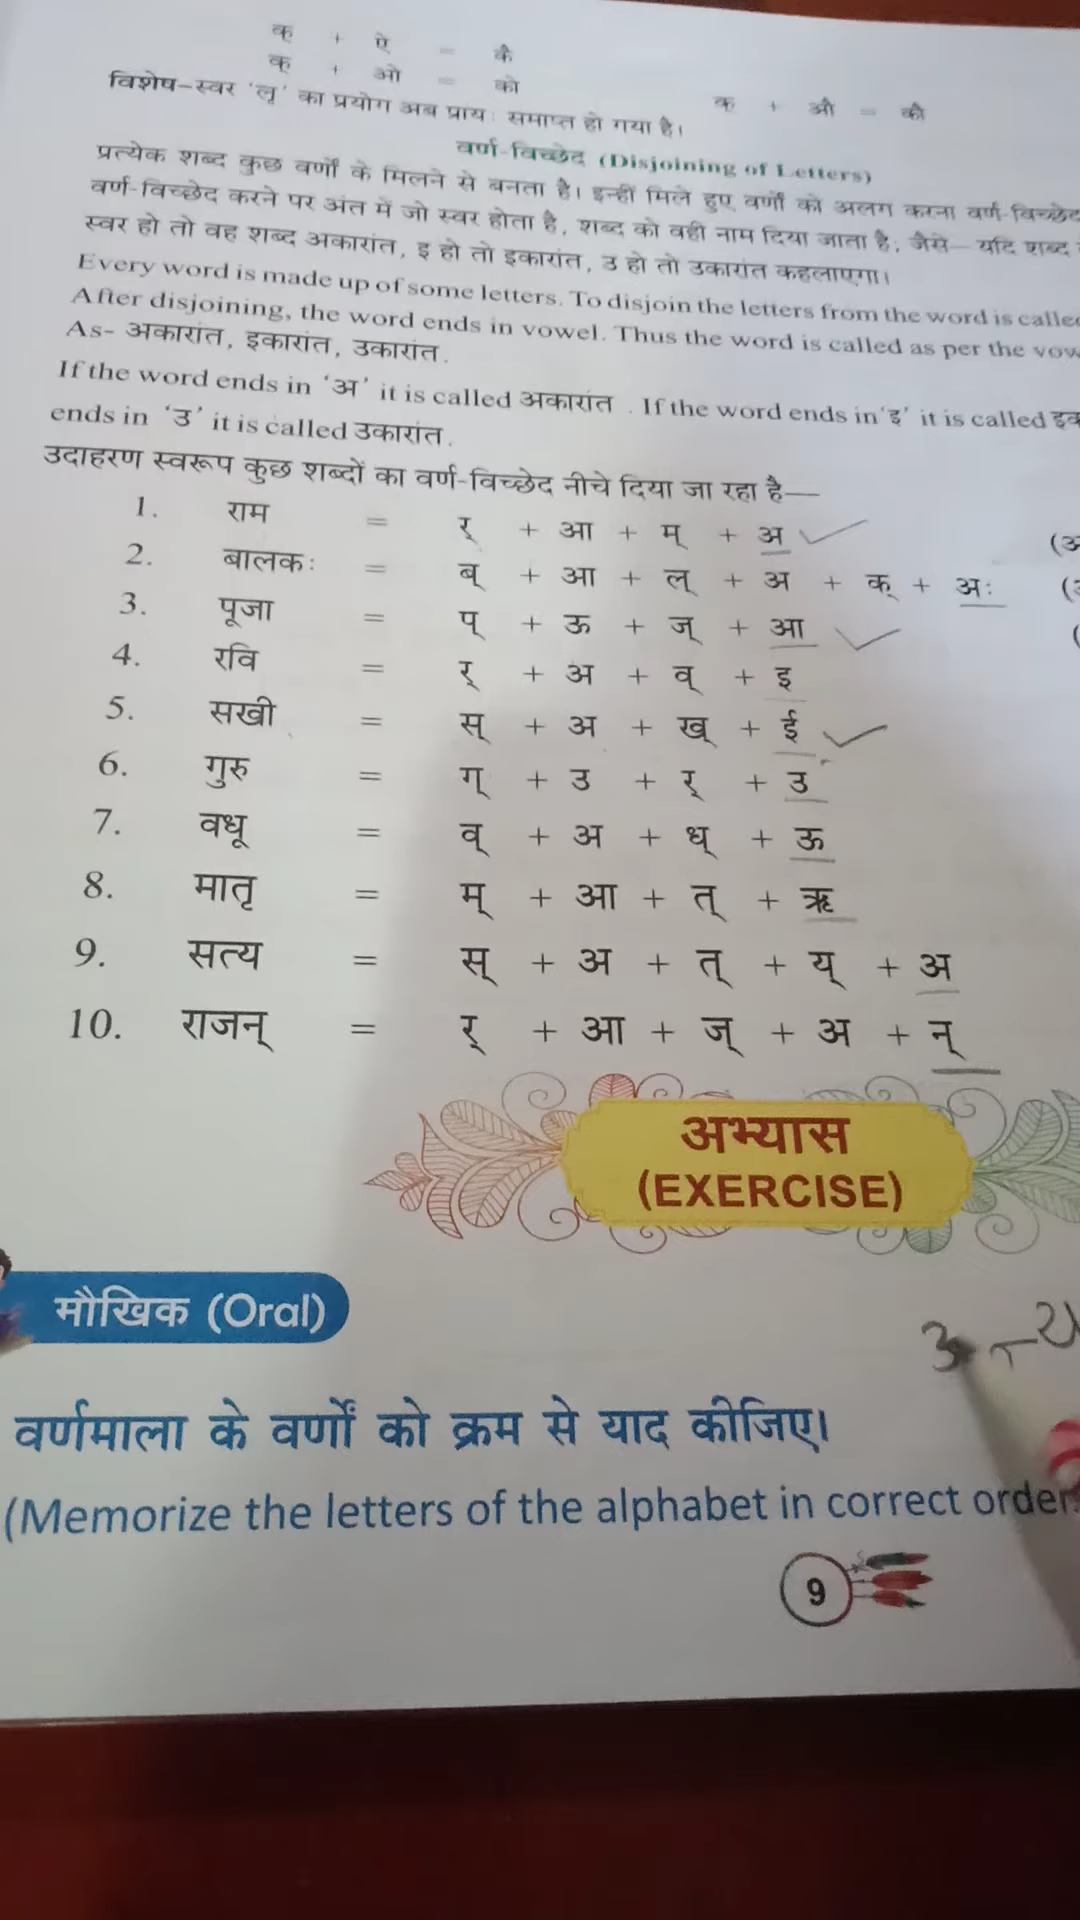 क् + ऐ = कै
क् + ओ = को
क् + औ = कौ
विशेष–स्वर ‘लृ’ का प्रयोग अब प्रायः समाप्त हो गया है।
वर्ण-विच्छेद (Disjoining of Letters)
प्रत्येक शब्द कुछ वर्णों के मिलने से बनता है। इन्हीं मिले हुए वर्णों को अलग करना वर्ण-विच्छेद
वर्ण-विच्छेद करने पर अंत में जो स्वर होता है, शब्द को वही नाम दिया जाता है; जैसे— यदि शब्द
स्वर हो तो वह शब्द अकारांत, इ हो तो इकारांत, उ हो तो उकारांत कहलाएगा।
Every word is made up of some letters. To disjoin the letters from the word is called
After disjoining, the word ends in vowel. Thus the word is called as per the
As- अकारांत, इकारांत, उकारांत.
If the word ends in ‘अ’ it is called अकारांत . If the word ends in ‘इ’ it is called
ends in ‘उ’ it is called उकारांत.
उदाहरण स्वरूप कुछ शब्दों का वर्ण-विच्छेद नीचे दिया जा रहा है—
1. राम = र् + आ + म् + अ
2. बालकः = ब् + आ + ल् + अ + क् + अः
3. पूजा = प् + ऊ + ज् + आ
4. रवि = र् + अ + व् + इ
5. सखी = स् + अ + ख् + ई
6. गुरु = ग् + उ + र् + उ
7. वधू = व् + अ + ध् + ऊ
8. मातृ = म् + आ + त् + ऋ
9. सत्य = स् + अ + त् + य् + अ
10. राजन् = र् + आ + ज् + अ + न्
अभ्यास
(EXERCISE)
मौखिक (Oral)
वर्णमाला के वर्णों को क्रम से याद कीजिए।
(Memorize the letters of the alphabet in correct order.
9